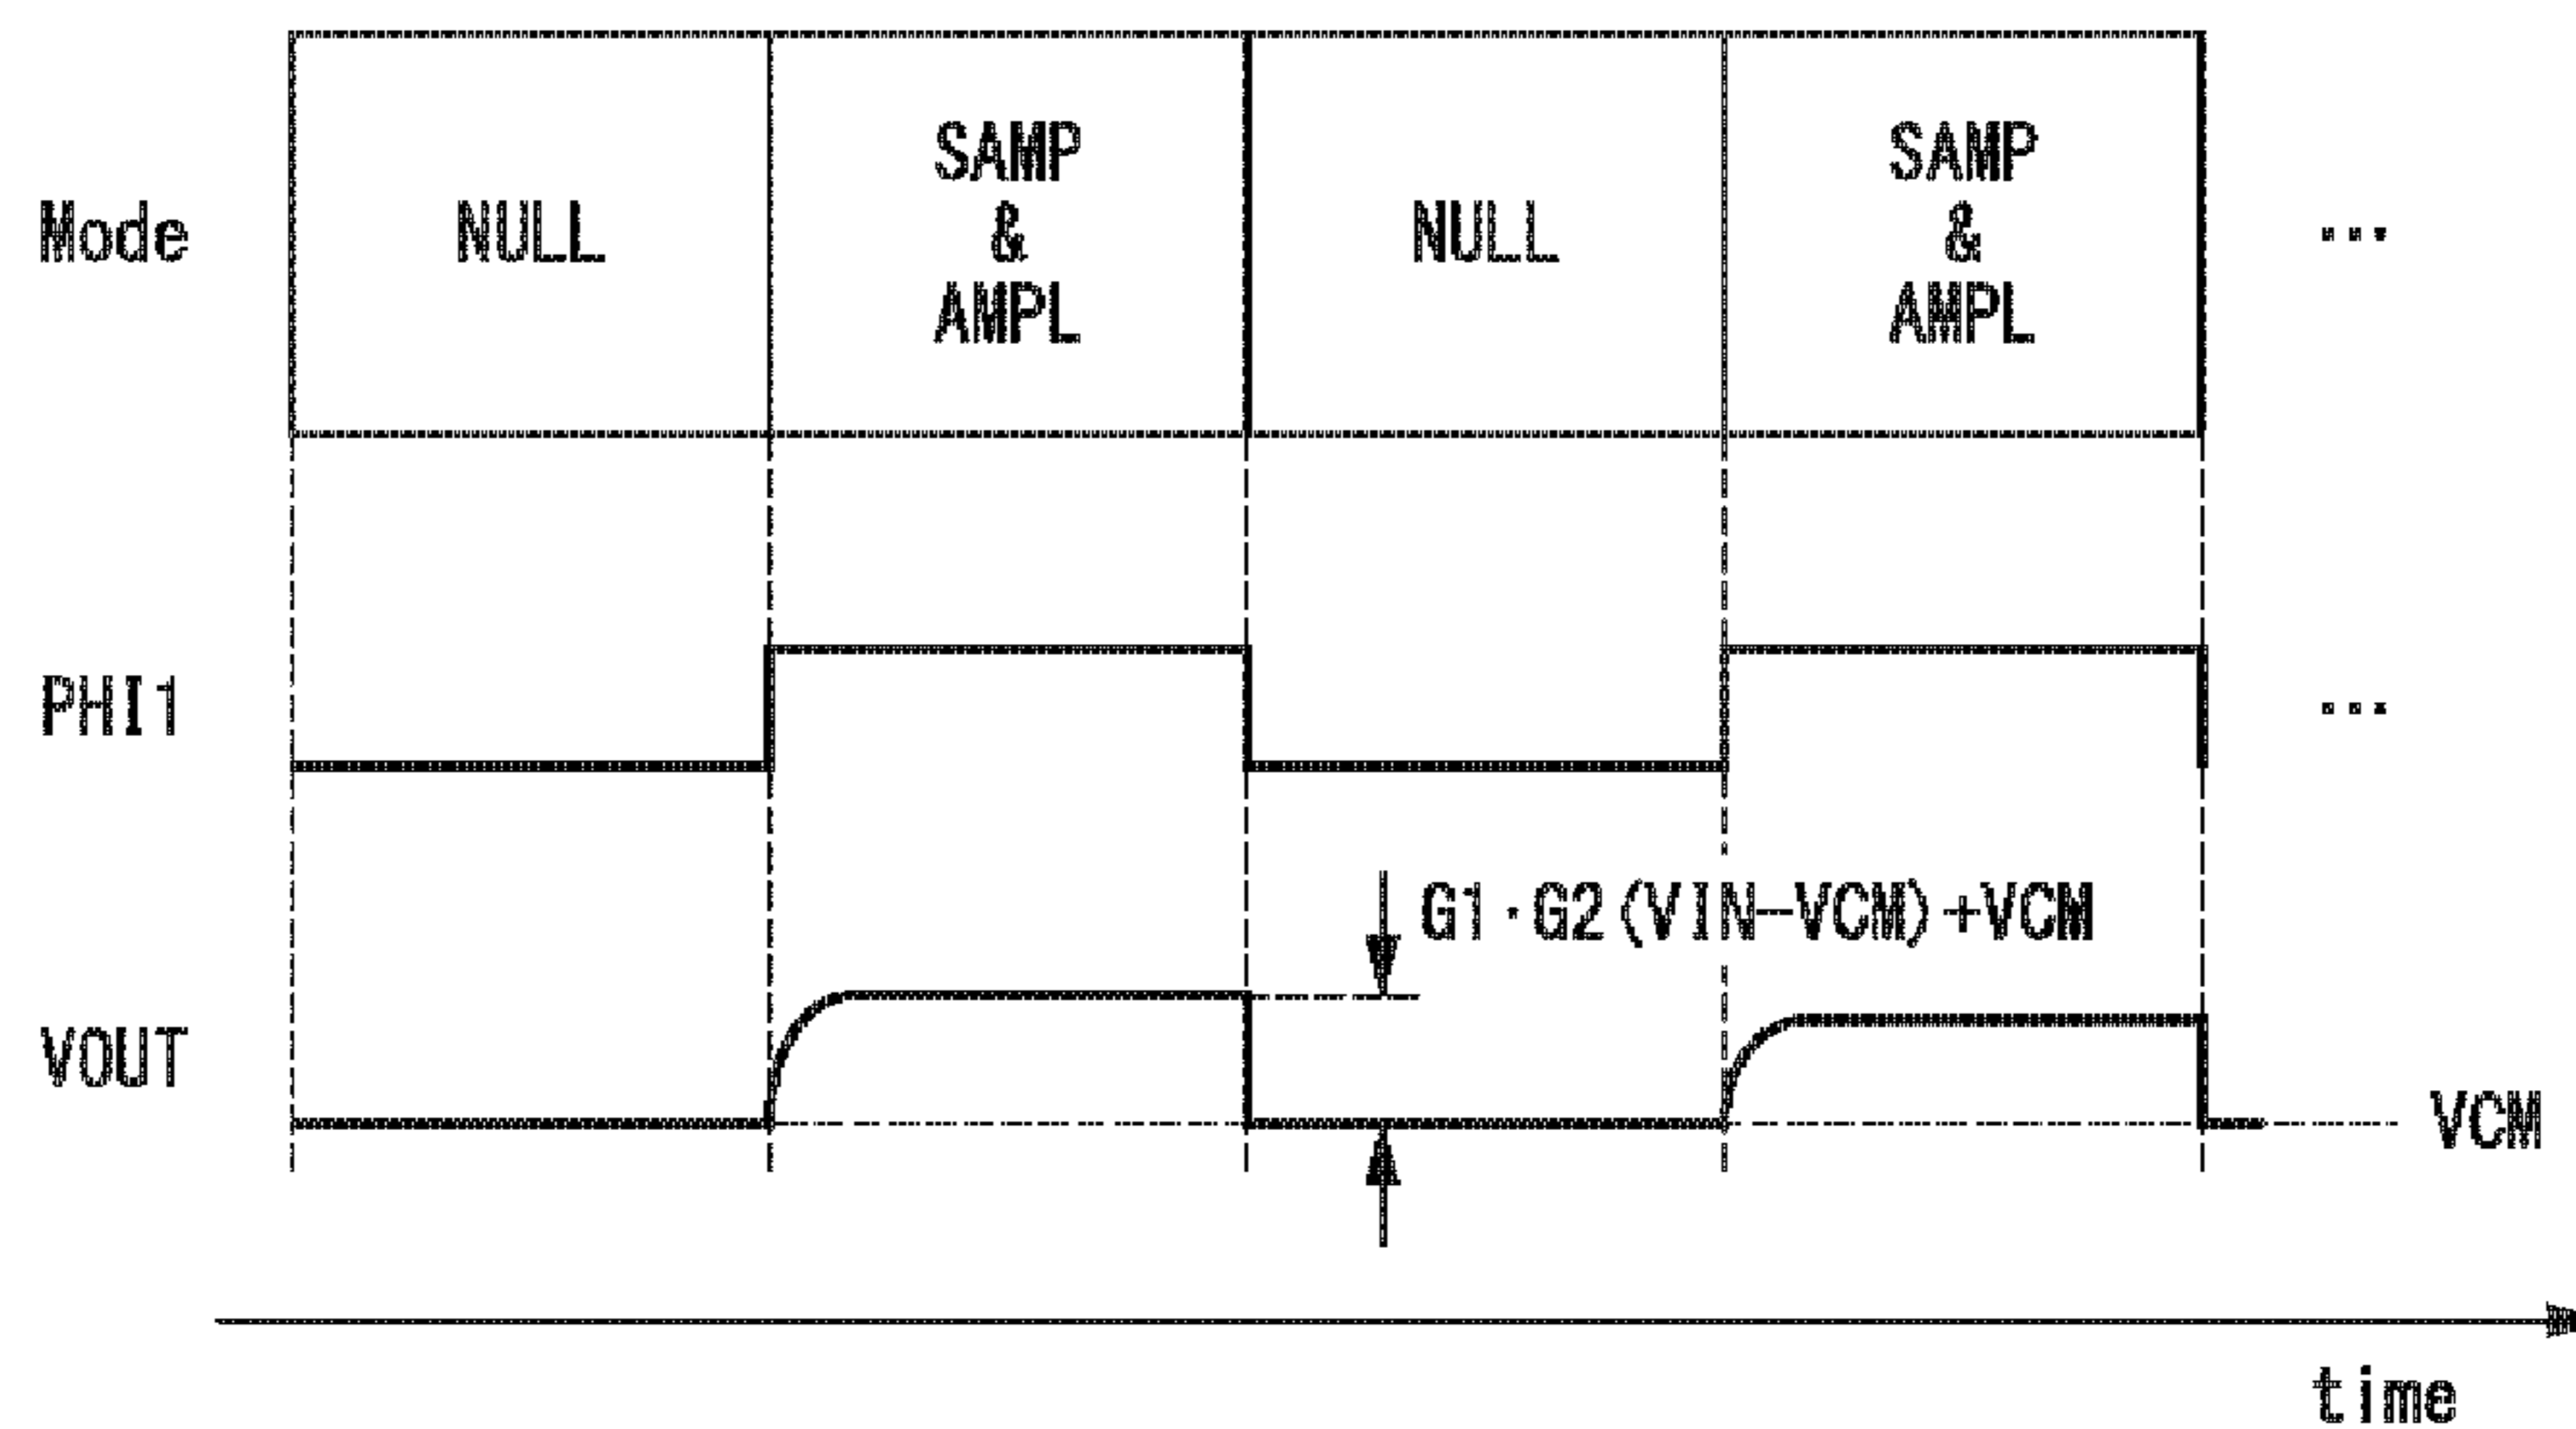 Mode
NULL
SAMP
&
AMPL
NULL
SAMP
&
AMPL
...
PHI1
...
G1·G2(VIN-VCM)+VCM
VOUT
VCM
time